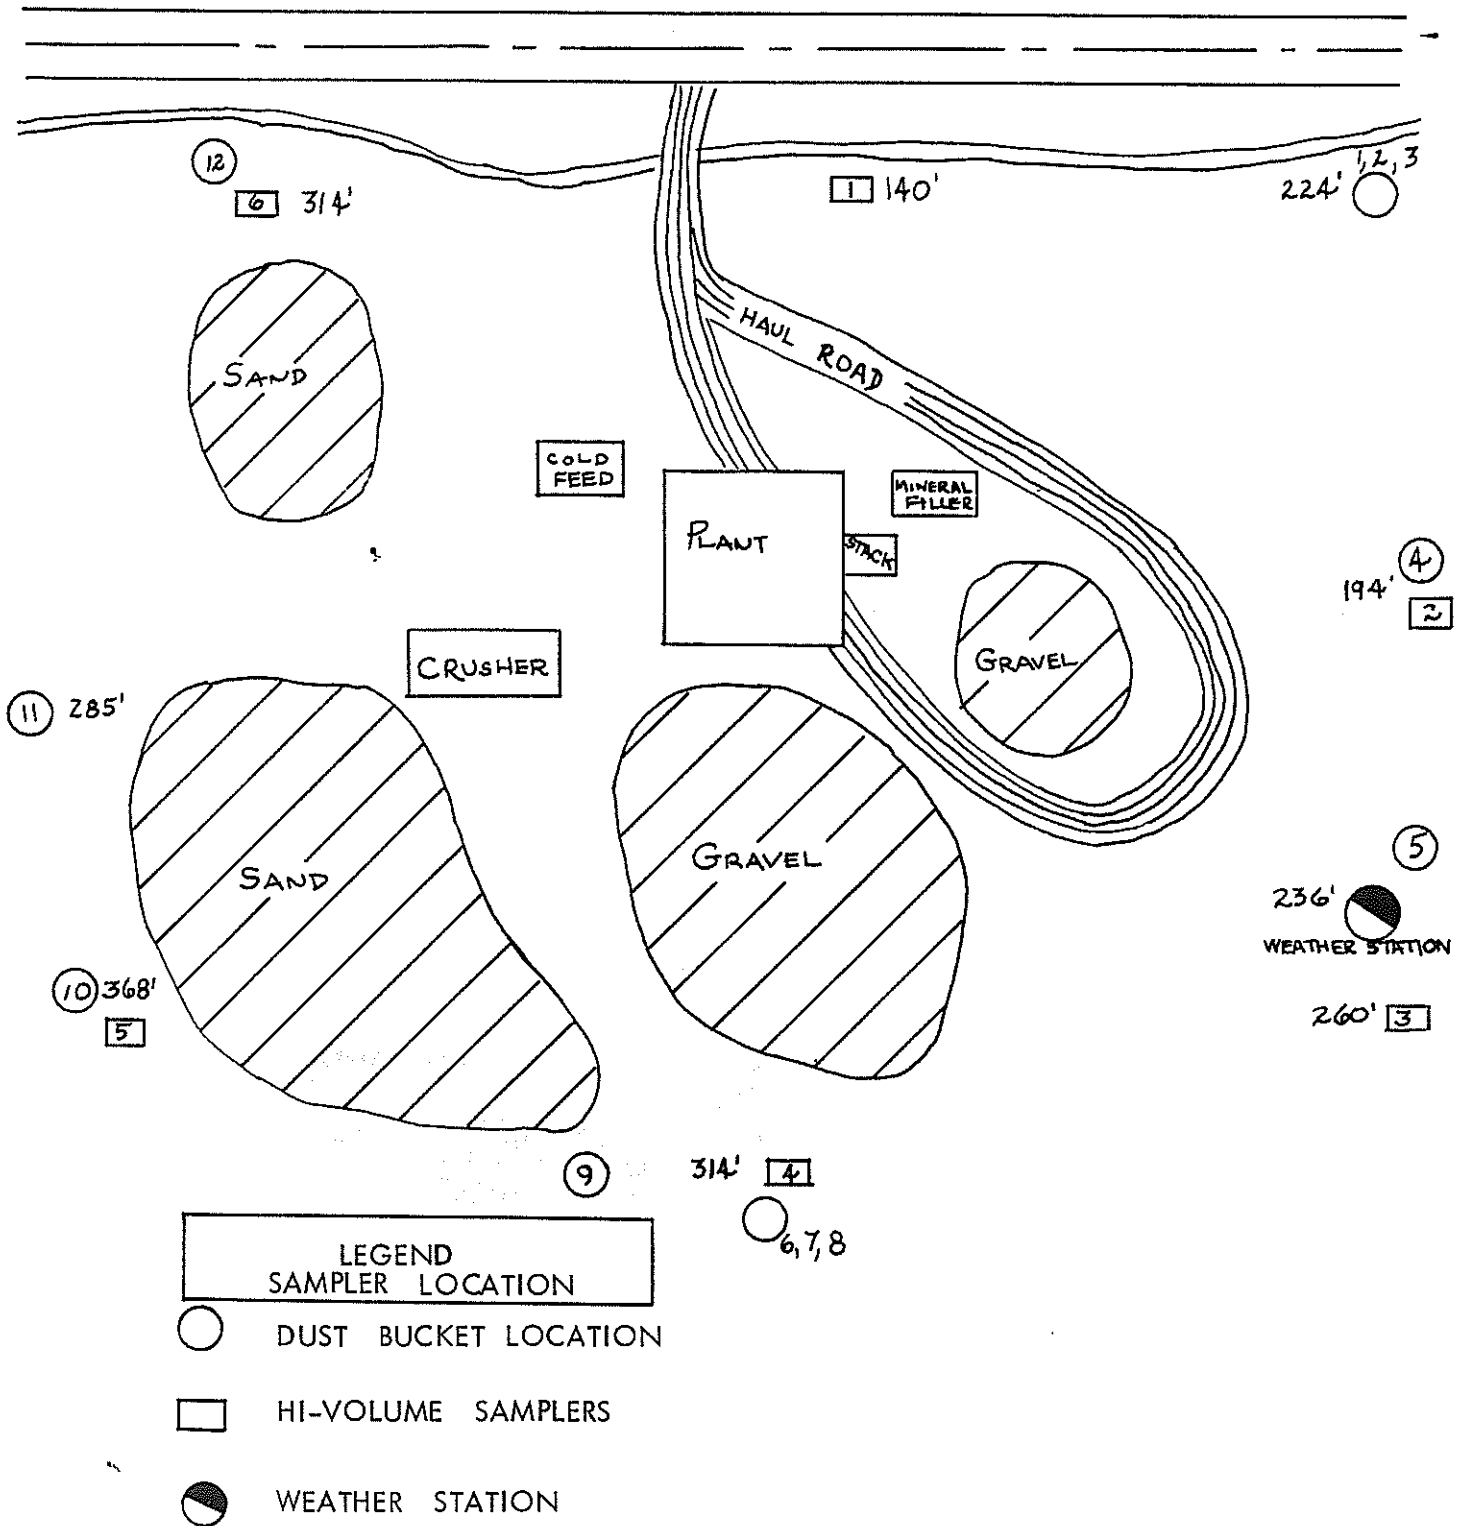 12
6 314'
1 140'
1, 2, 3
224'
HAUL ROAD
SAND
COLD
FEED
MINERAL
FILLER
PLANT
STACK
4
194'
2
CRUSHER
GRAVEL
11 285'
GRAVEL
SAND
5
236'
WEATHER STATION
10 368'
5
260' 3
9
314' 4
6, 7, 8
LEGEND
SAMPLER LOCATION
DUST BUCKET LOCATION
HI-VOLUME SAMPLERS
WEATHER STATION